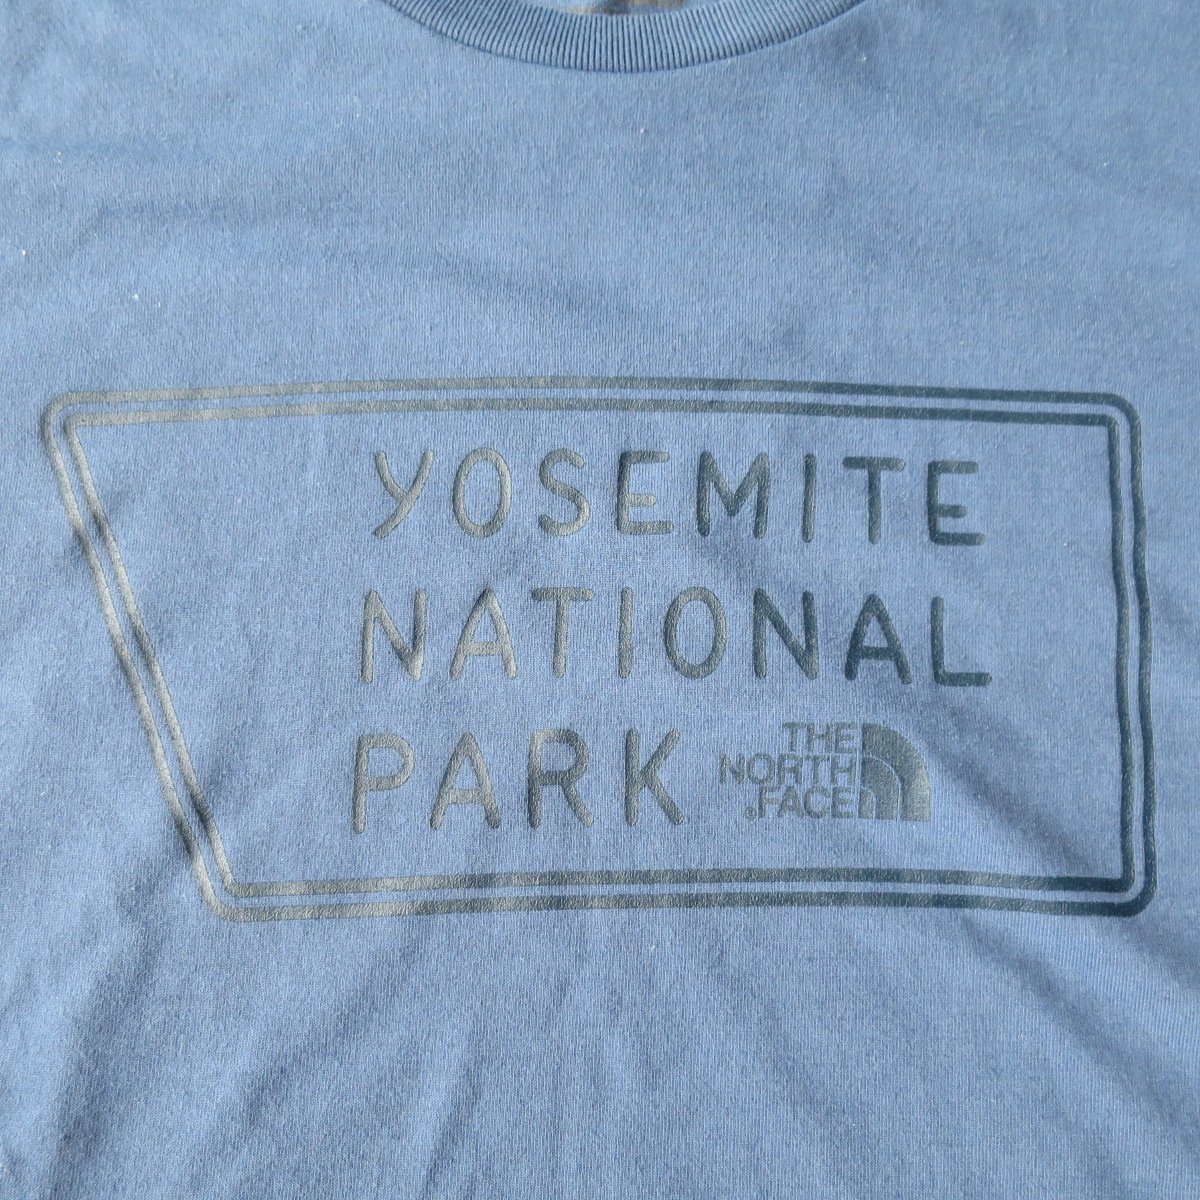 YOSEMITE
NATIONAL
PARK
THE
NORTH
FACE